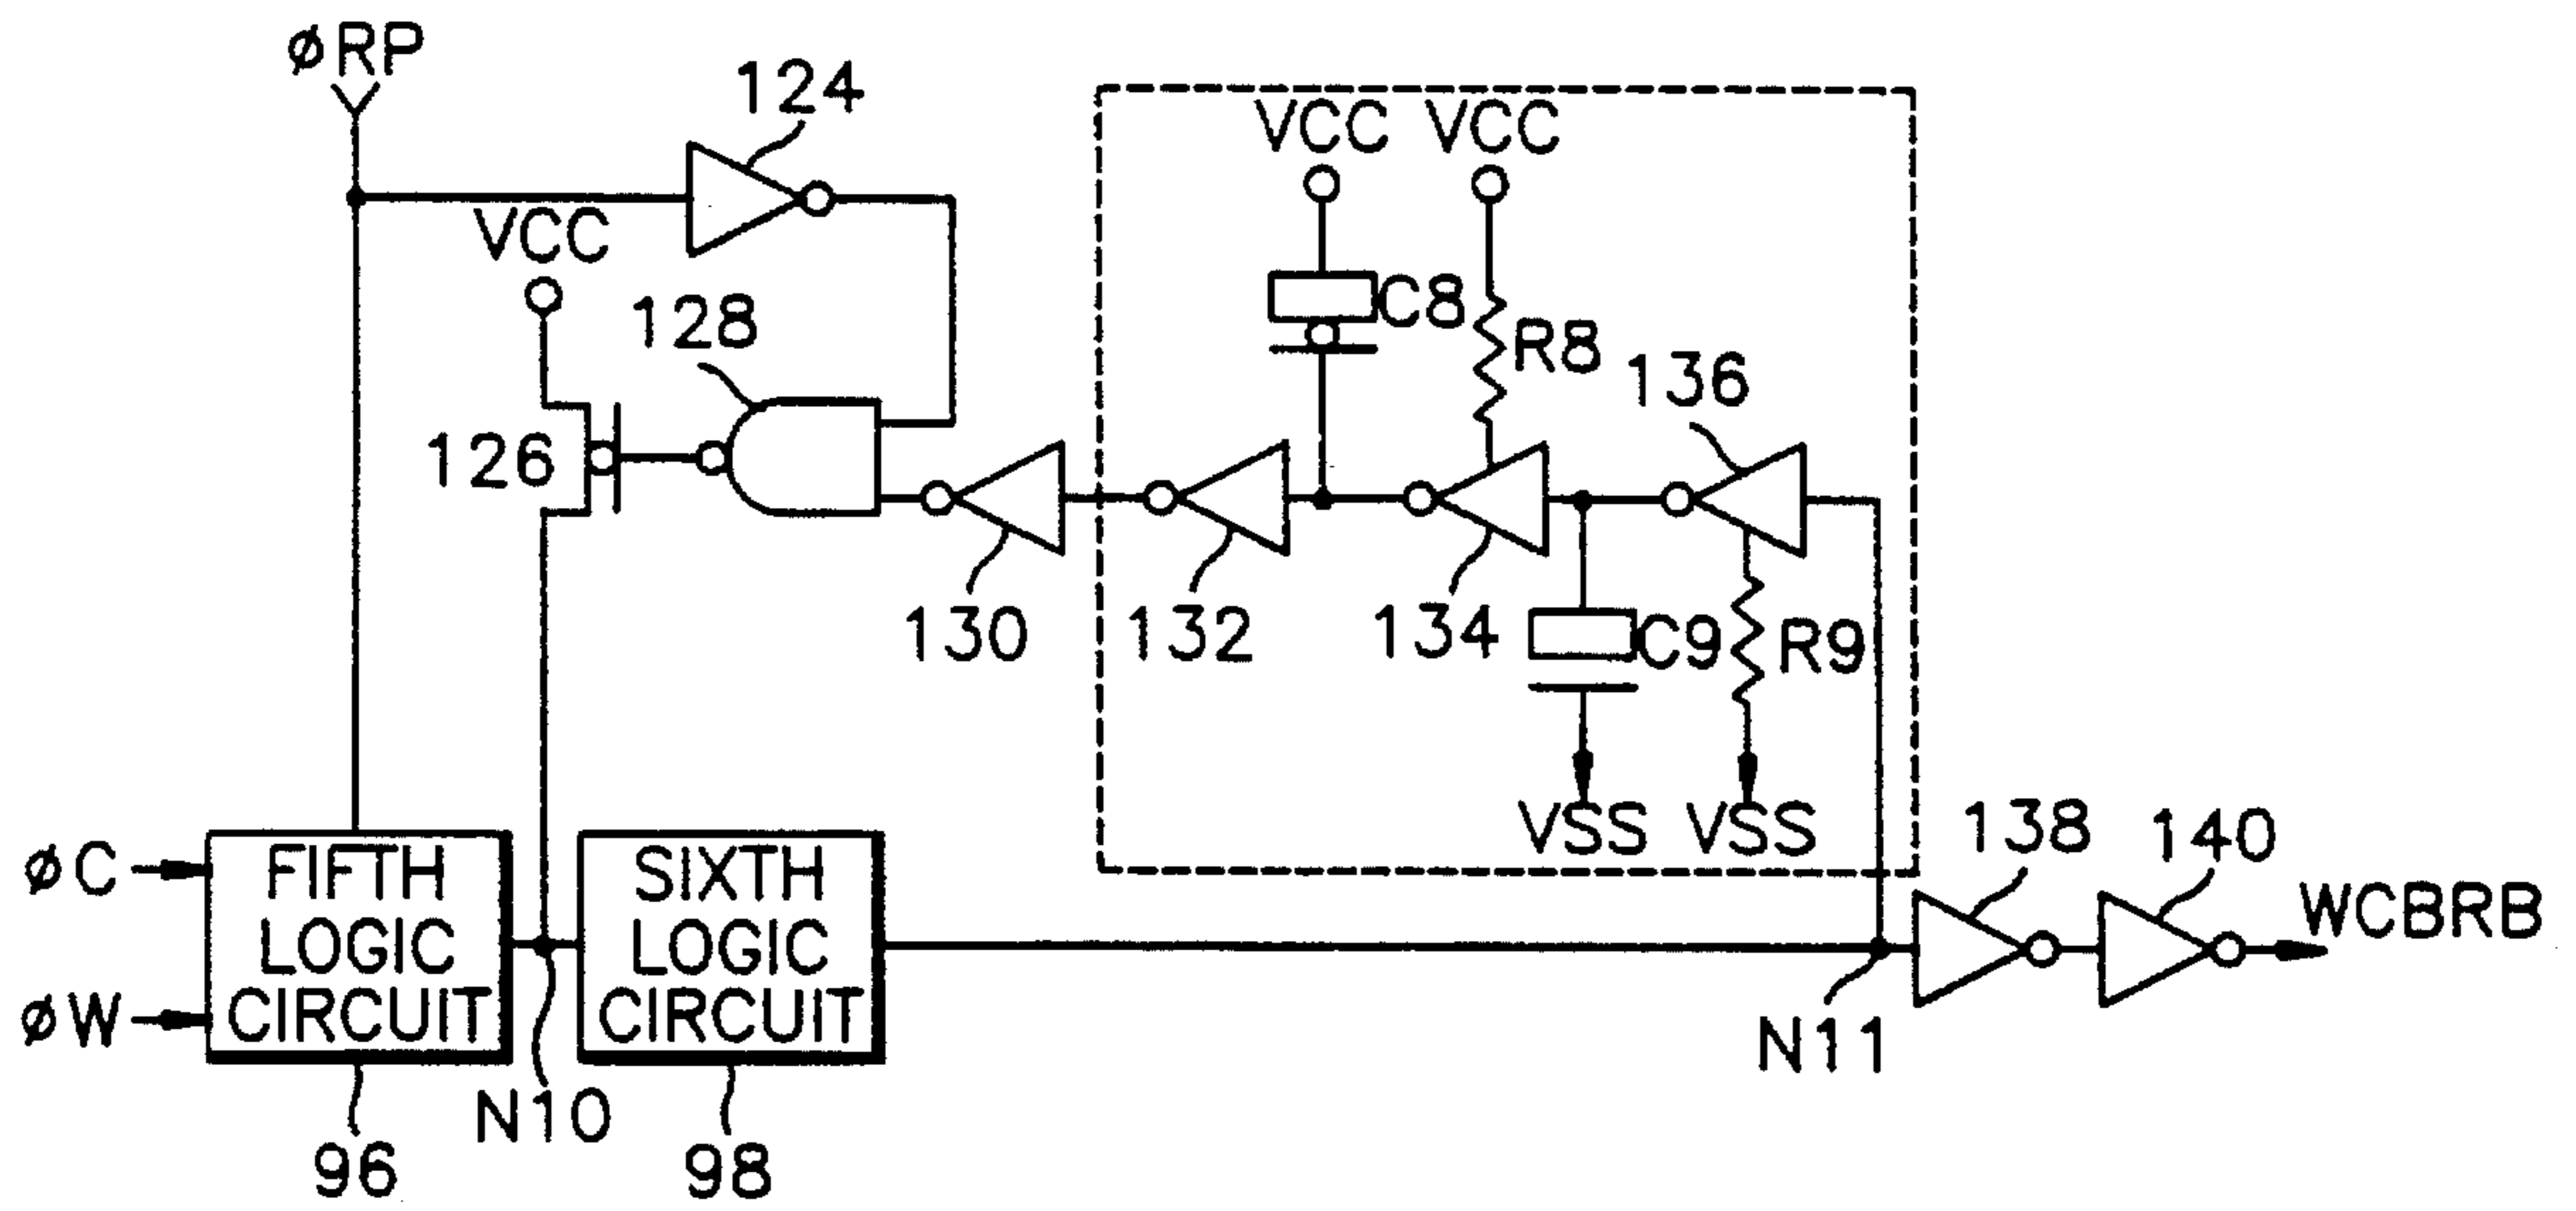 øRP
124
VCC VCC
VCC
C8
128
R8
136
126
130
132
134
C9
R9
VSS VSS
138
140
øC
FIFTH
LOGIC
CIRCUIT
SIXTH
LOGIC
CIRCUIT
WCBRB
øW
N11
N10
96
98